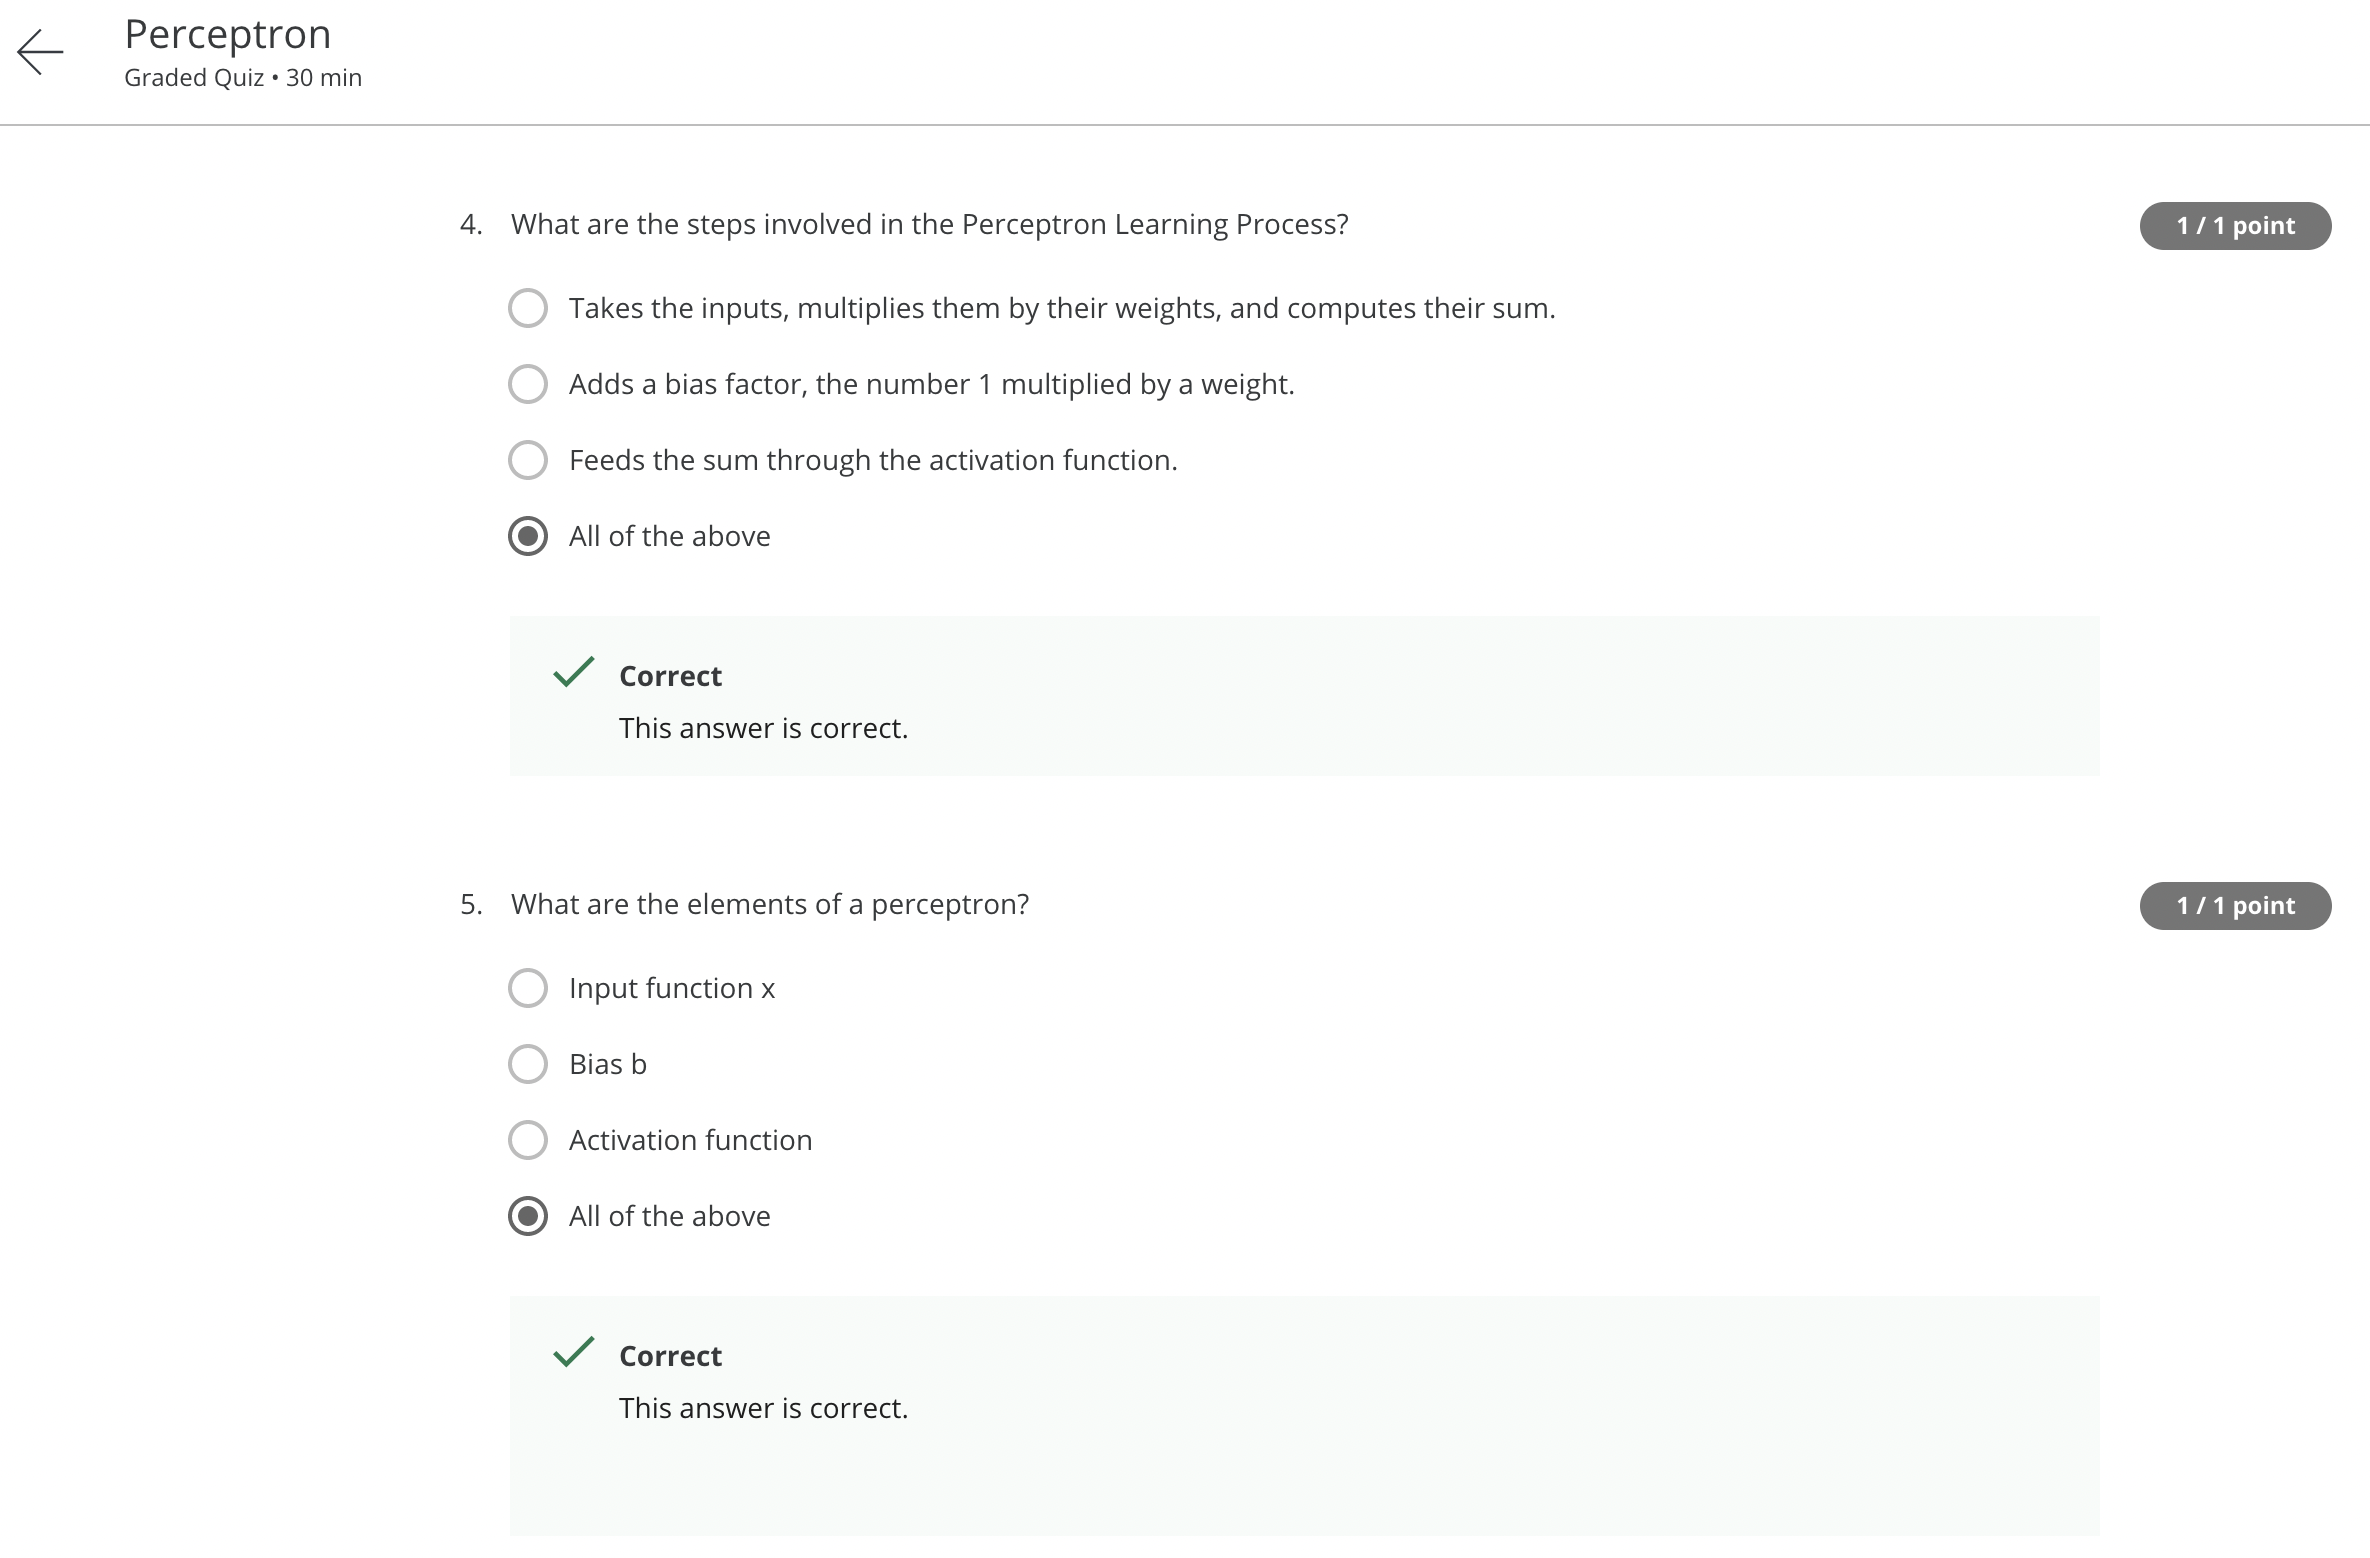 Perceptron
Graded Quiz • 30 min
4. What are the steps involved in the Perceptron Learning Process?
1 / 1 point
Takes the inputs, multiplies them by their weights, and computes their sum.
Adds a bias factor, the number 1 multiplied by a weight.
Feeds the sum through the activation function.
All of the above
Correct
This answer is correct.
5. What are the elements of a perceptron?
1 / 1 point
Input function x
Bias b
Activation function
All of the above
Correct
This answer is correct.